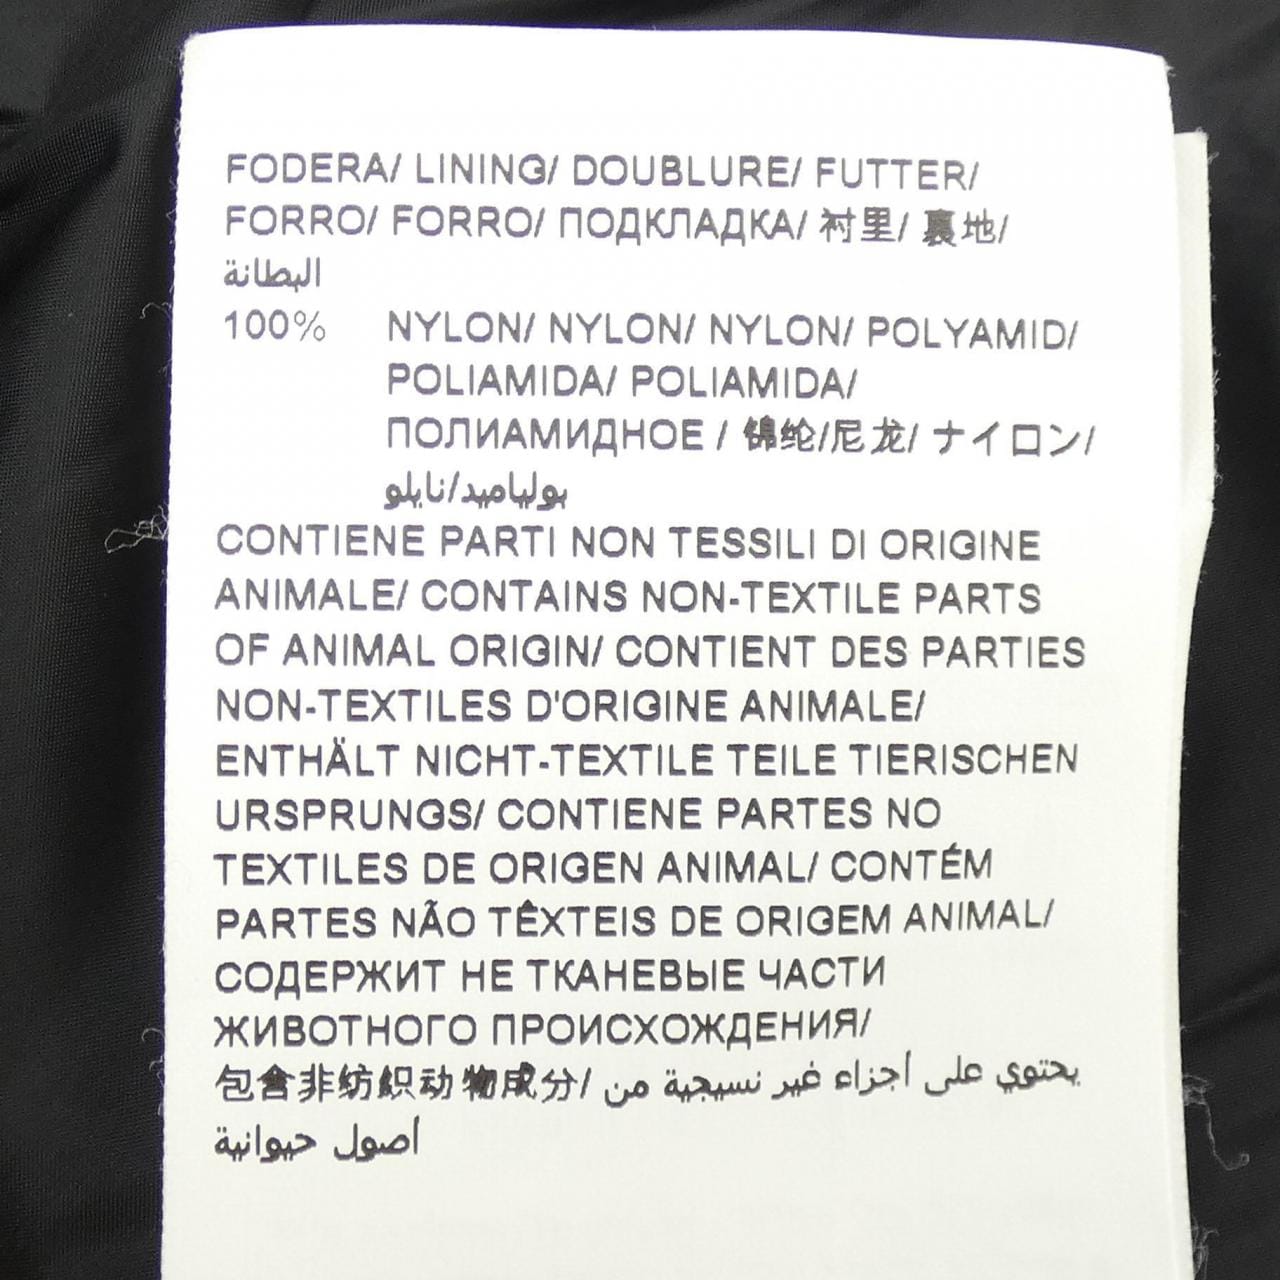 FODERA/ LINING/ DOUBLURE/ FUTTER/
FORRO/ FORRO/ ПОДКЛАДКА/ 衬里/ 裏地/
البطانة
100% NYLON/ NYLON/ NYLON/ POLYAMID/
POLIAMIDA/ POLIAMIDA/
ПОЛИАМИДНОЕ / 锦纶/尼龙/ ナイロン/
بولياميد/نايلو
CONTIENE PARTI NON TESSILI DI ORIGINE
ANIMALE/ CONTAINS NON-TEXTILE PARTS
OF ANIMAL ORIGIN/ CONTIENT DES PARTIES
NON-TEXTILES D'ORIGINE ANIMALE/
ENTHÄLT NICHT-TEXTILE TEILE TIERISCHEN
URSPRUNGS/ CONTIENE PARTES NO
TEXTILES DE ORIGEN ANIMAL/ CONTÉM
PARTES NÃO TÊXTEIS DE ORIGEM ANIMAL/
СОДЕРЖИТ НЕ ТКАНЕВЫЕ ЧАСТИ
ЖИВОТНОГО ПРОИСХОЖДЕНИЯ/
包含非纺织动物成分/ يحتوي على أجزاء غير نسيجية من
أصول حيوانية